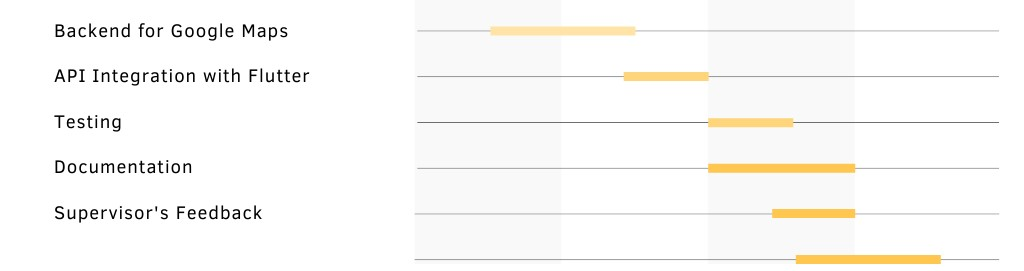 Backend for Google Maps
API Integration with Flutter
Testing
Documentation
Supervisor's Feedback